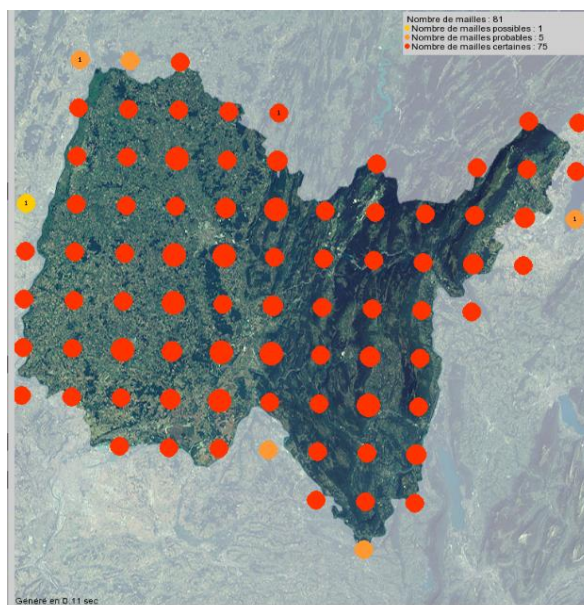 Nombre de mailles : 81
Nombre de mailles possibles : 1
Nombre de mailles probables : 5
Nombre de mailles certaines : 75
1
1
1
1
Généré en 0.11 sec